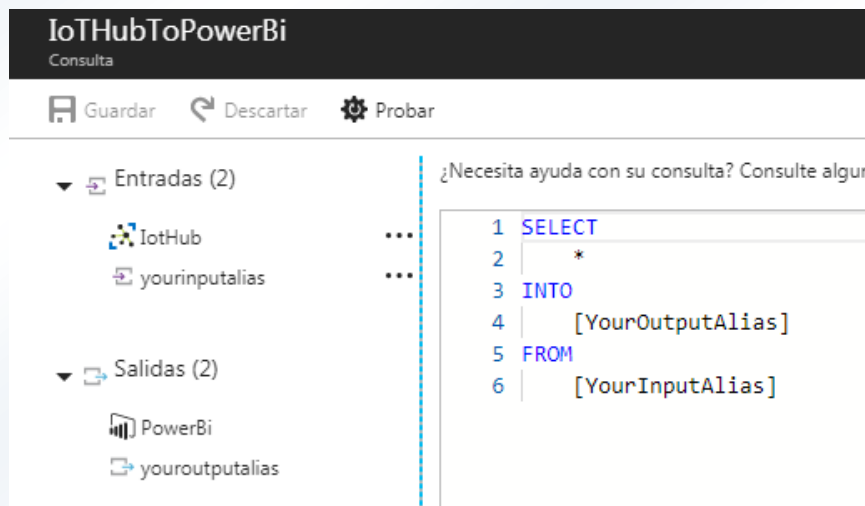 IoTHubToPowerBi
Consulta
Guardar Descartar Probar
Entradas (2)
IotHub
yourinputalias
Salidas (2)
PowerBi
youroutputalias
¿Necesita ayuda con su consulta? Consulte
1 SELECT
2 *
3 INTO
4 [YourOutputAlias]
5 FROM
6 [YourInputAlias]